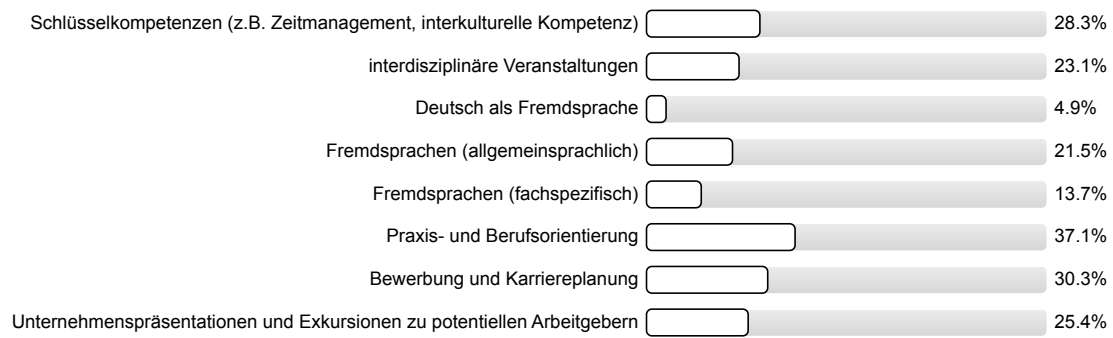 Schlüsselkompetenzen (z.B. Zeitmanagement, interkulturelle Kompetenz) 28.3%
interdisziplinäre Veranstaltungen 23.1%
Deutsch als Fremdsprache 4.9%
Fremdsprachen (allgemeinsprachlich) 21.5%
Fremdsprachen (fachspezifisch) 13.7%
Praxis- und Berufsorientierung 37.1%
Bewerbung und Karriereplanung 30.3%
Unternehmenspräsentationen und Exkursionen zu potentiellen Arbeitgebern 25.4%